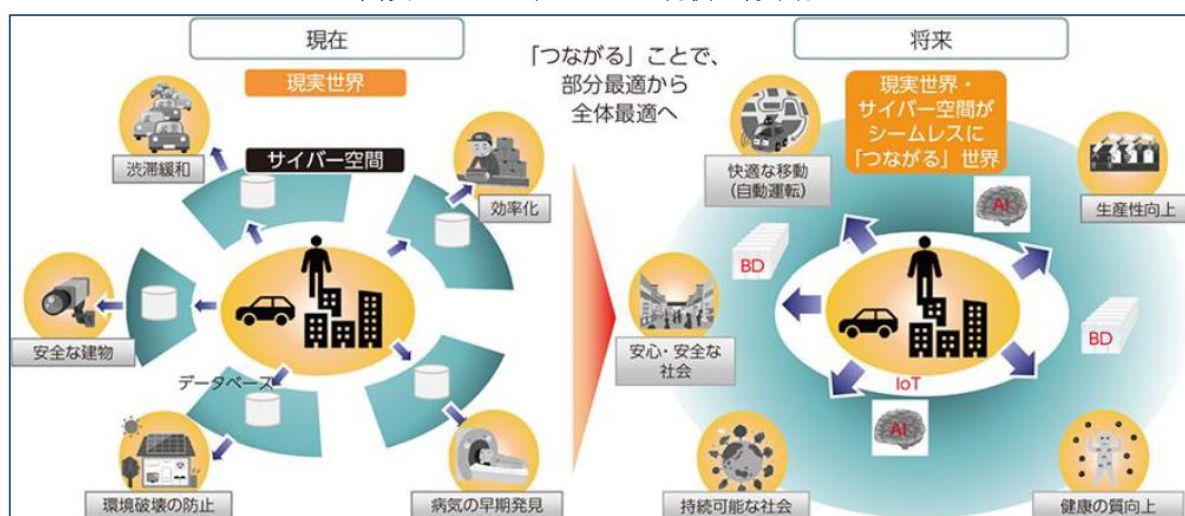 現在
現実世界
サイバー空間
渋滞緩和
効率化
安全な建物
データベース
環境破壊の防止
病気の早期発見
「つながる」ことで、
部分最適から
全体最適へ
将来
現実世界・
サイバー空間が
シームレスに
「つながる」世界
快適な移動
(自動運転)
AI
生産性向上
BD
BD
安心・安全な
社会
IoT
AI
持続可能な社会
健康の質向上